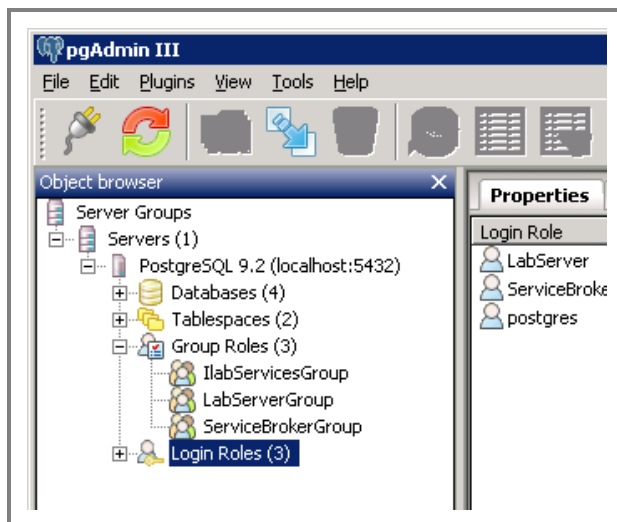 pgAdmin III
File Edit Plugins View Tools Help
Object browser
Server Groups
Servers (1)
PostgreSQL 9.2 (localhost:5432)
Databases (4)
Tablespaces (2)
Group Roles (3)
IlabServicesGroup
LabServerGroup
ServiceBrokerGroup
Login Roles (3)
Properties
Login Role
LabServer
ServiceBroke
postgres